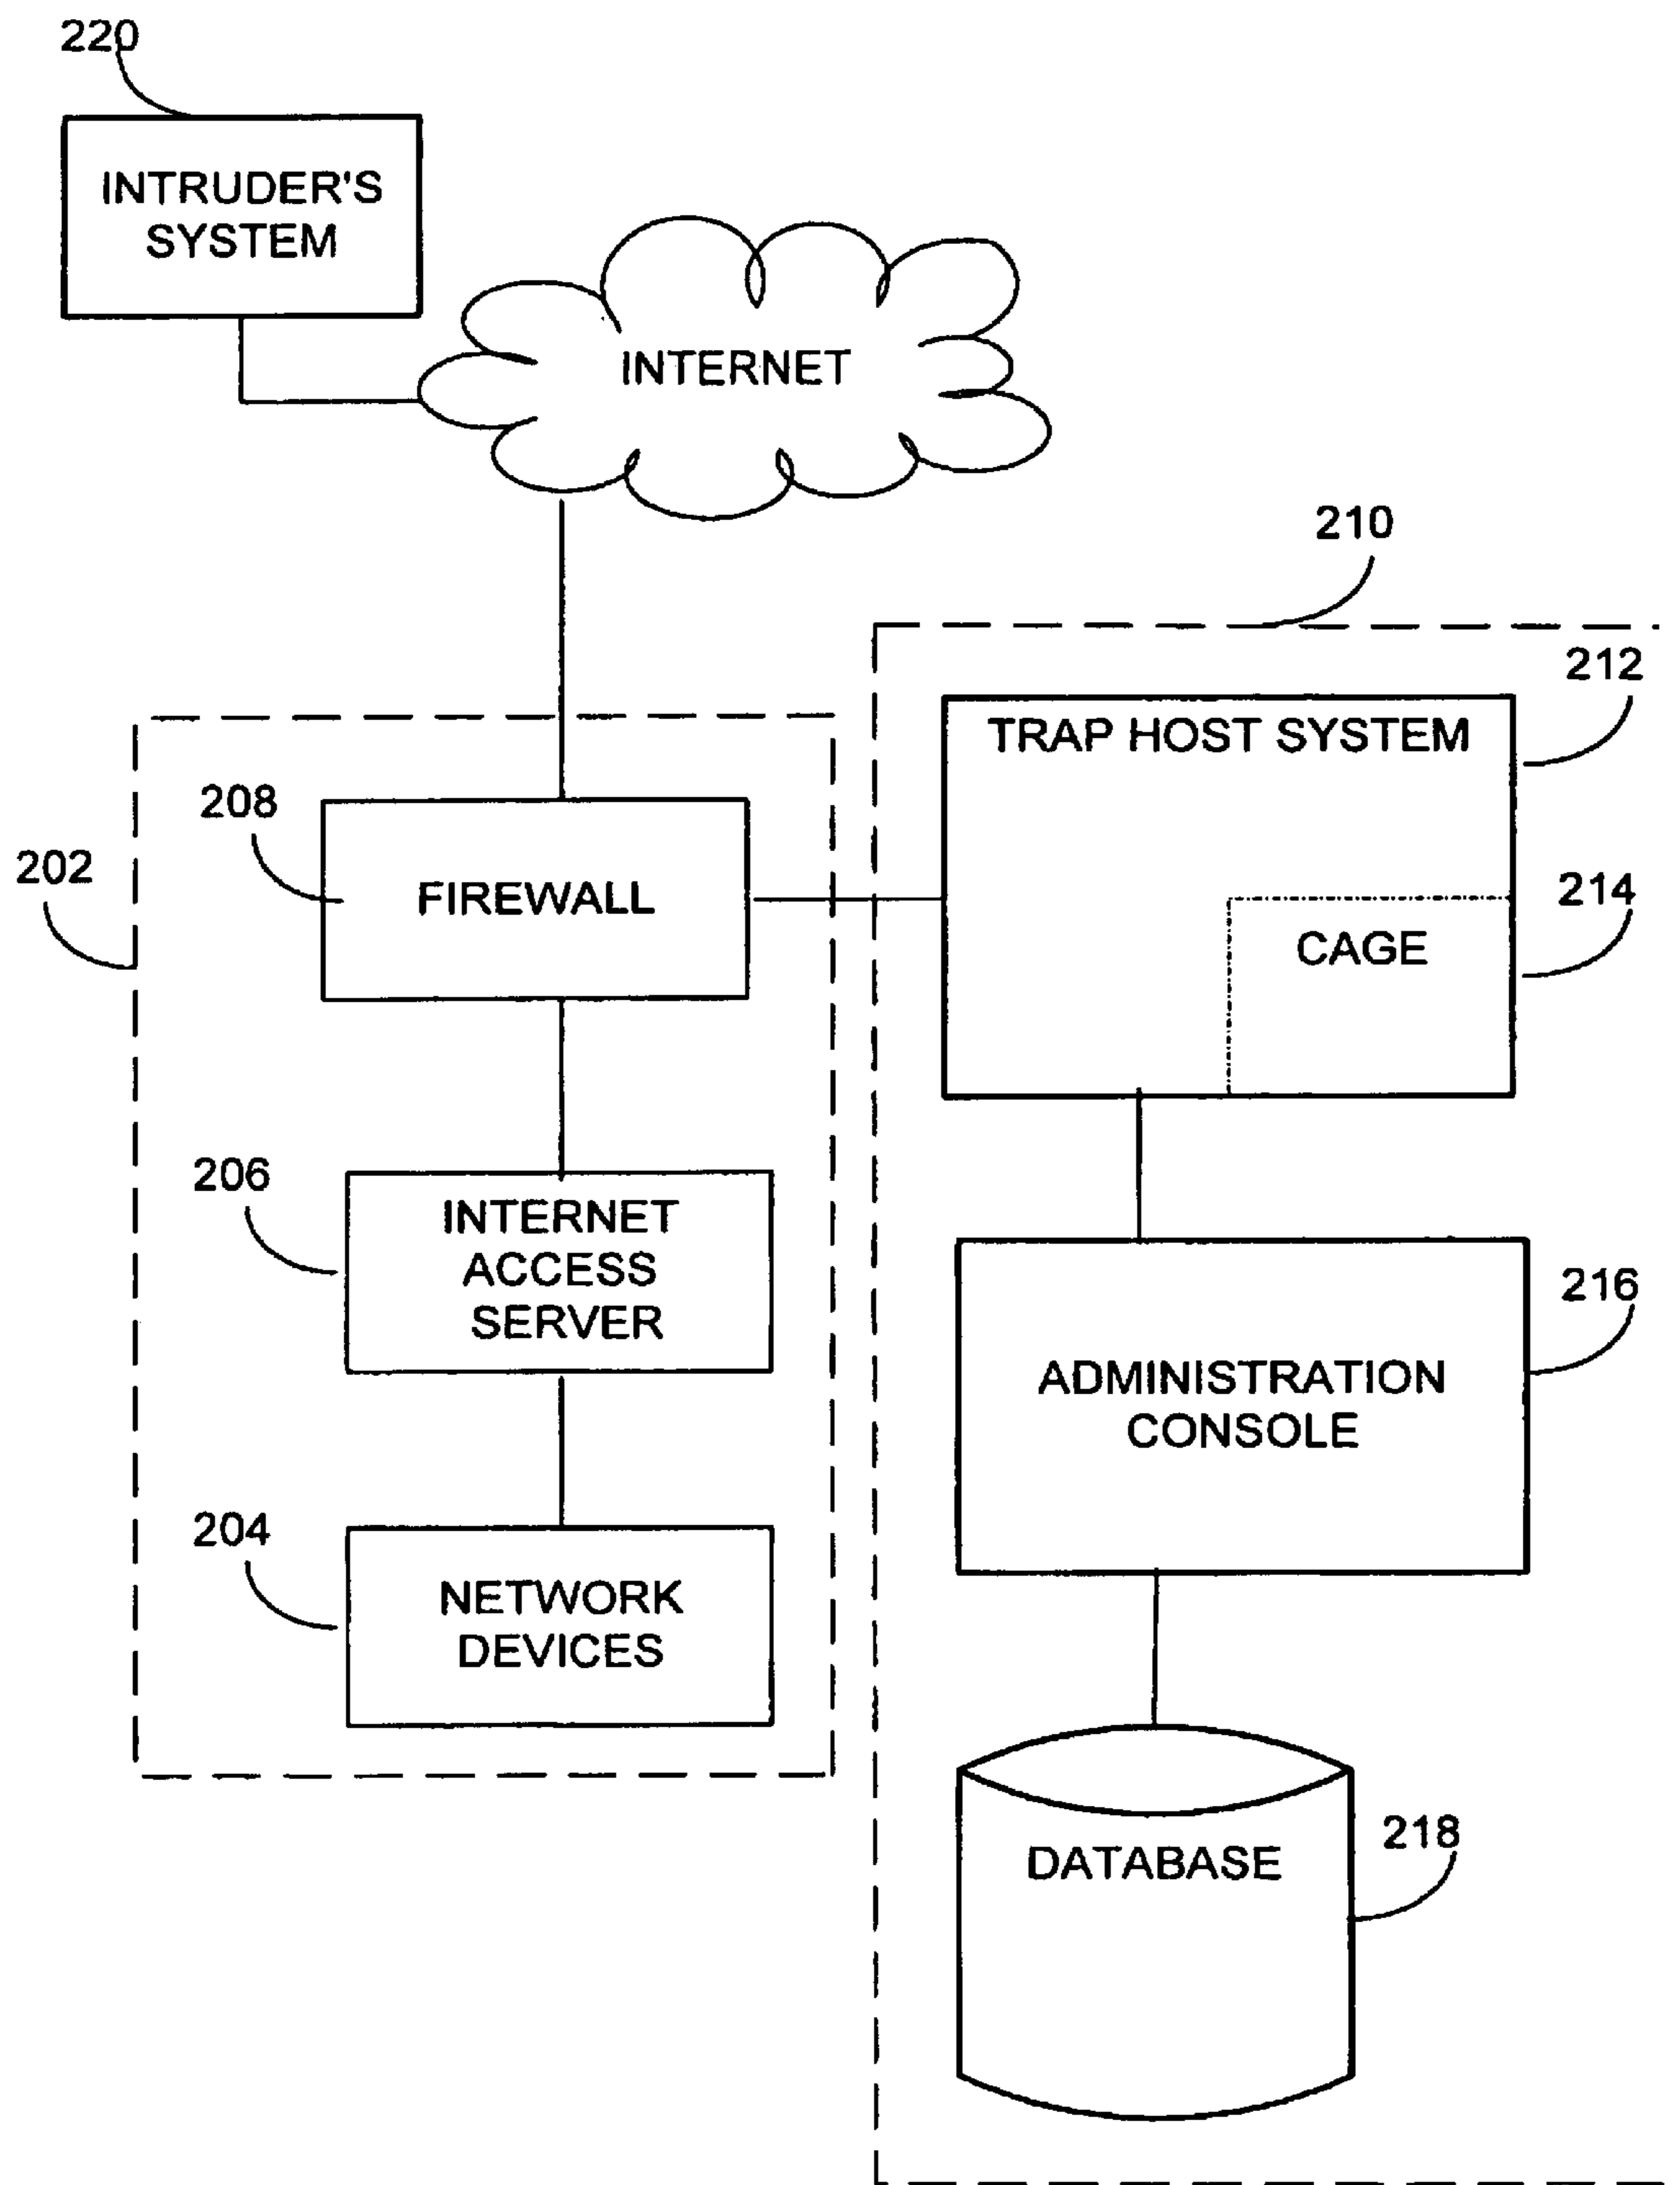 220
INTRUDER'S
SYSTEM
INTERNET
210
212
TRAP HOST SYSTEM
208
202
FIREWALL
214
CAGE
206
INTERNET
ACCESS
SERVER
216
ADMINISTRATION
CONSOLE
204
NETWORK
DEVICES
218
DATABASE